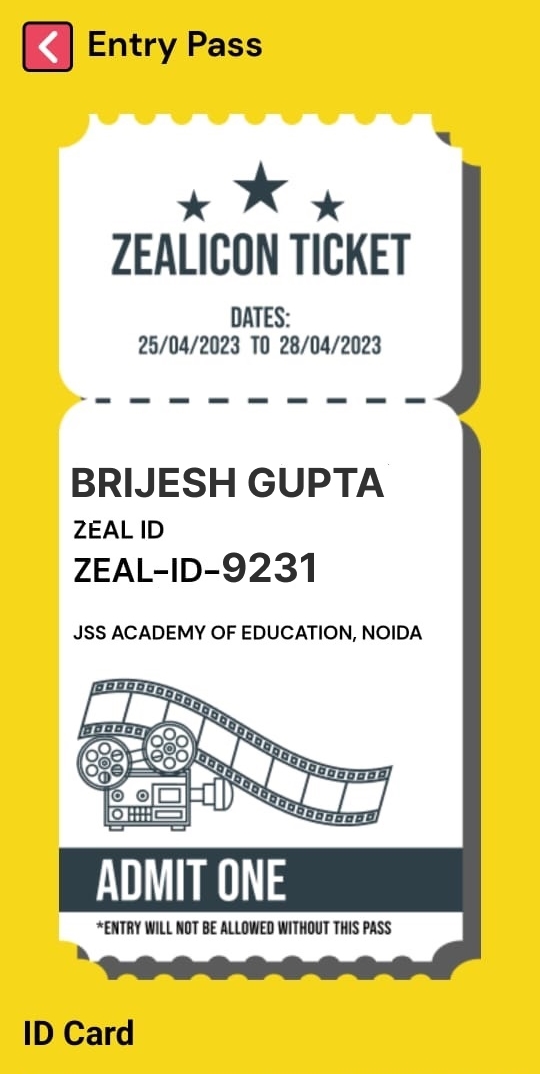 Entry Pass
ZEALICON TICKET
DATES:
25/04/2023 TO 28/04/2023
BRIJESH GUPTA
ZEAL ID
ZEAL-ID-9231
JSS ACADEMY OF EDUCATION, NOIDA
ADMIT ONE
*ENTRY WILL NOT BE ALLOWED WITHOUT THIS PASS
ID Card